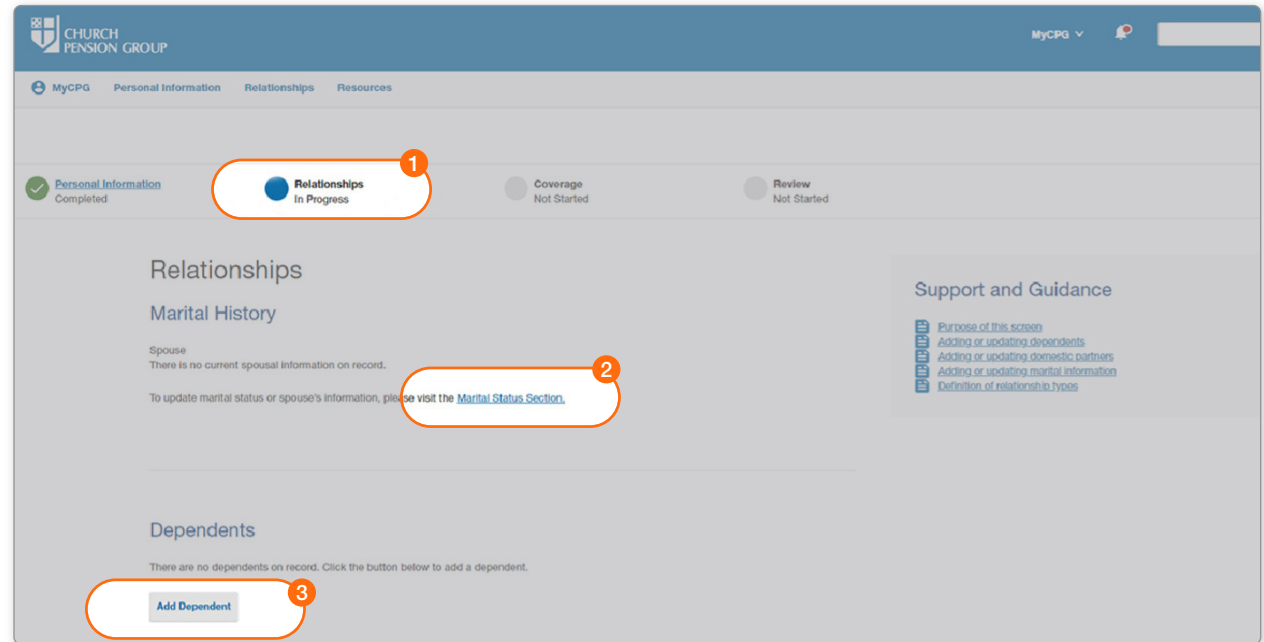 CHURCH
PENSION GROUP
MyCPG
MyCPG Personal Information Relationships Resources
1
Personal Information
Completed
Relationships
In Progress
Coverage
Not Started
Review
Not Started
Relationships
Marital History
Spouse
There is no current spousal information on record.
2
To update marital status or spouse's information, please visit the Marital Status Section.
Support and Guidance
Purpose of this screen
Adding or updating dependents
Adding or updating domestic partners
Adding or updating marital information
Definition of relationship types
Dependents
There are no dependents on record. Click the button below to add a dependent.
3
Add Dependent